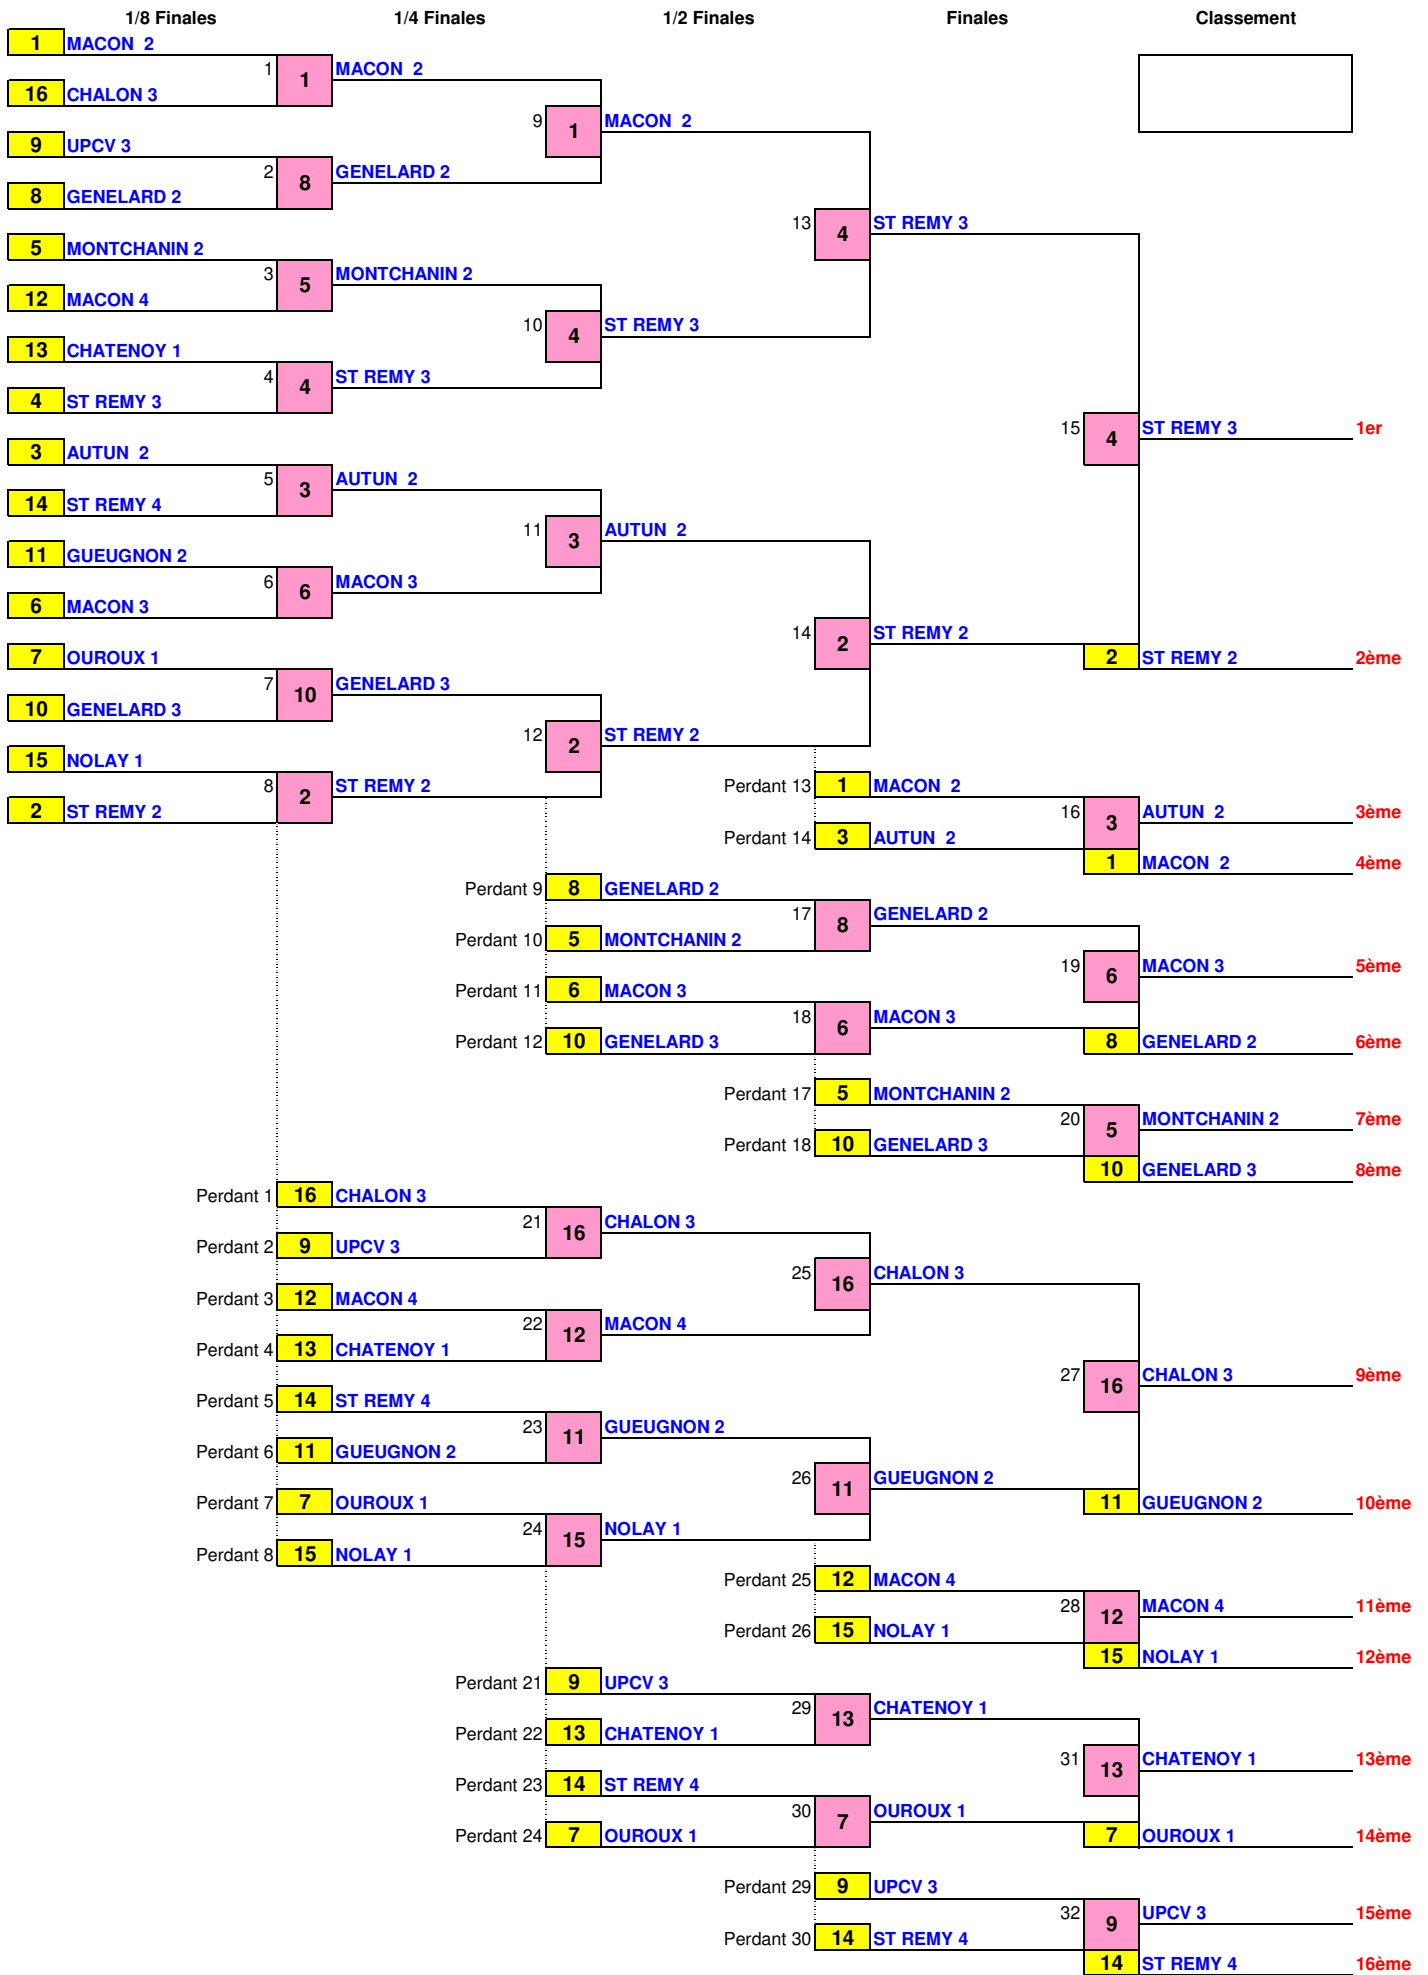 1/8 Finales 1/4 Finales 1/2 Finales Finales Classement
1 MACON 2
1 1 MACON 2
16 CHALON 3
9 1 MACON 2
9 UPCV 3
2 8 GENELARD 2
8 GENELARD 2
13 4 ST REMY 3
5 MONTCHANIN 2
3 5 MONTCHANIN 2
12 MACON 4
10 4 ST REMY 3
13 CHATENOY 1
4 4 ST REMY 3
4 ST REMY 3
15 4 ST REMY 3 1er
3 AUTUN 2
5 3 AUTUN 2
14 ST REMY 4
11 3 AUTUN 2
11 GUEUGNON 2
6 6 MACON 3
6 MACON 3
14 2 ST REMY 2
7 OUROUX 1
2 ST REMY 2 2ème
7 10 GENELARD 3
10 GENELARD 3
12 2 ST REMY 2
15 NOLAY 1
8 2 ST REMY 2
Perdant 13 1 MACON 2
2 ST REMY 2
16 3 AUTUN 2 3ème
Perdant 14 3 AUTUN 2
1 MACON 2 4ème
Perdant 9 8 GENELARD 2
17 8 GENELARD 2
Perdant 10 5 MONTCHANIN 2
19 6 MACON 3 5ème
Perdant 11 6 MACON 3
18 6 MACON 3
Perdant 12 10 GENELARD 3
8 GENELARD 2 6ème
Perdant 17 5 MONTCHANIN 2
20 5 MONTCHANIN 2 7ème
Perdant 18 10 GENELARD 3
10 GENELARD 3 8ème
Perdant 1 16 CHALON 3
21 16 CHALON 3
Perdant 2 9 UPCV 3
25 16 CHALON 3
Perdant 3 12 MACON 4
22 12 MACON 4
Perdant 4 13 CHATENOY 1
27 16 CHALON 3 9ème
Perdant 5 14 ST REMY 4
23 11 GUEUGNON 2
Perdant 6 11 GUEUGNON 2
26 11 GUEUGNON 2
Perdant 7 7 OUROUX 1
11 GUEUGNON 2 10ème
24 15 NOLAY 1
Perdant 8 15 NOLAY 1
Perdant 25 12 MACON 4
28 12 MACON 4 11ème
Perdant 26 15 NOLAY 1
15 NOLAY 1 12ème
Perdant 21 9 UPCV 3
29 13 CHATENOY 1
Perdant 22 13 CHATENOY 1
31 13 CHATENOY 1 13ème
Perdant 23 14 ST REMY 4
30 7 OUROUX 1
Perdant 24 7 OUROUX 1
7 OUROUX 1 14ème
Perdant 29 9 UPCV 3
32 9 UPCV 3 15ème
Perdant 30 14 ST REMY 4
14 ST REMY 4 16ème